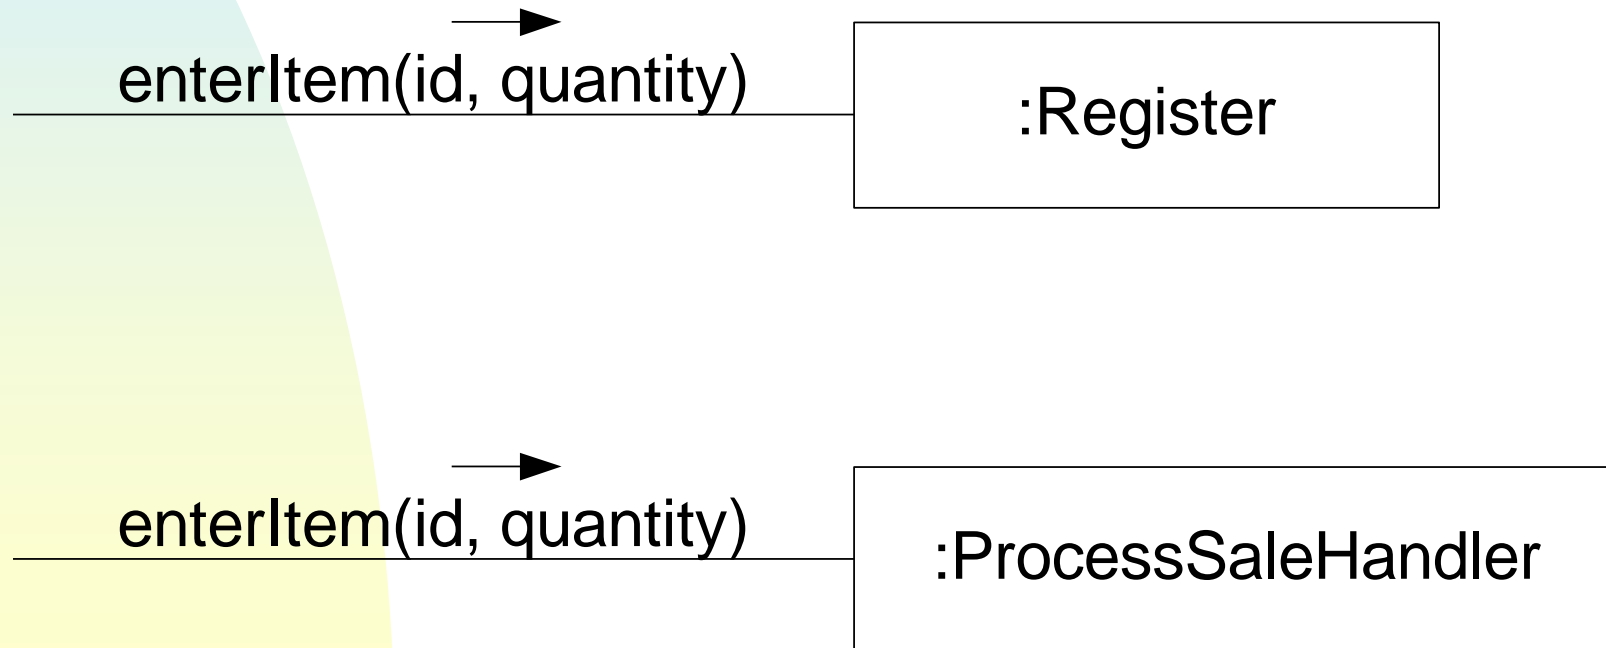 enterItem(id, quantity)
:Register
enterItem(id, quantity)
:ProcessSaleHandler